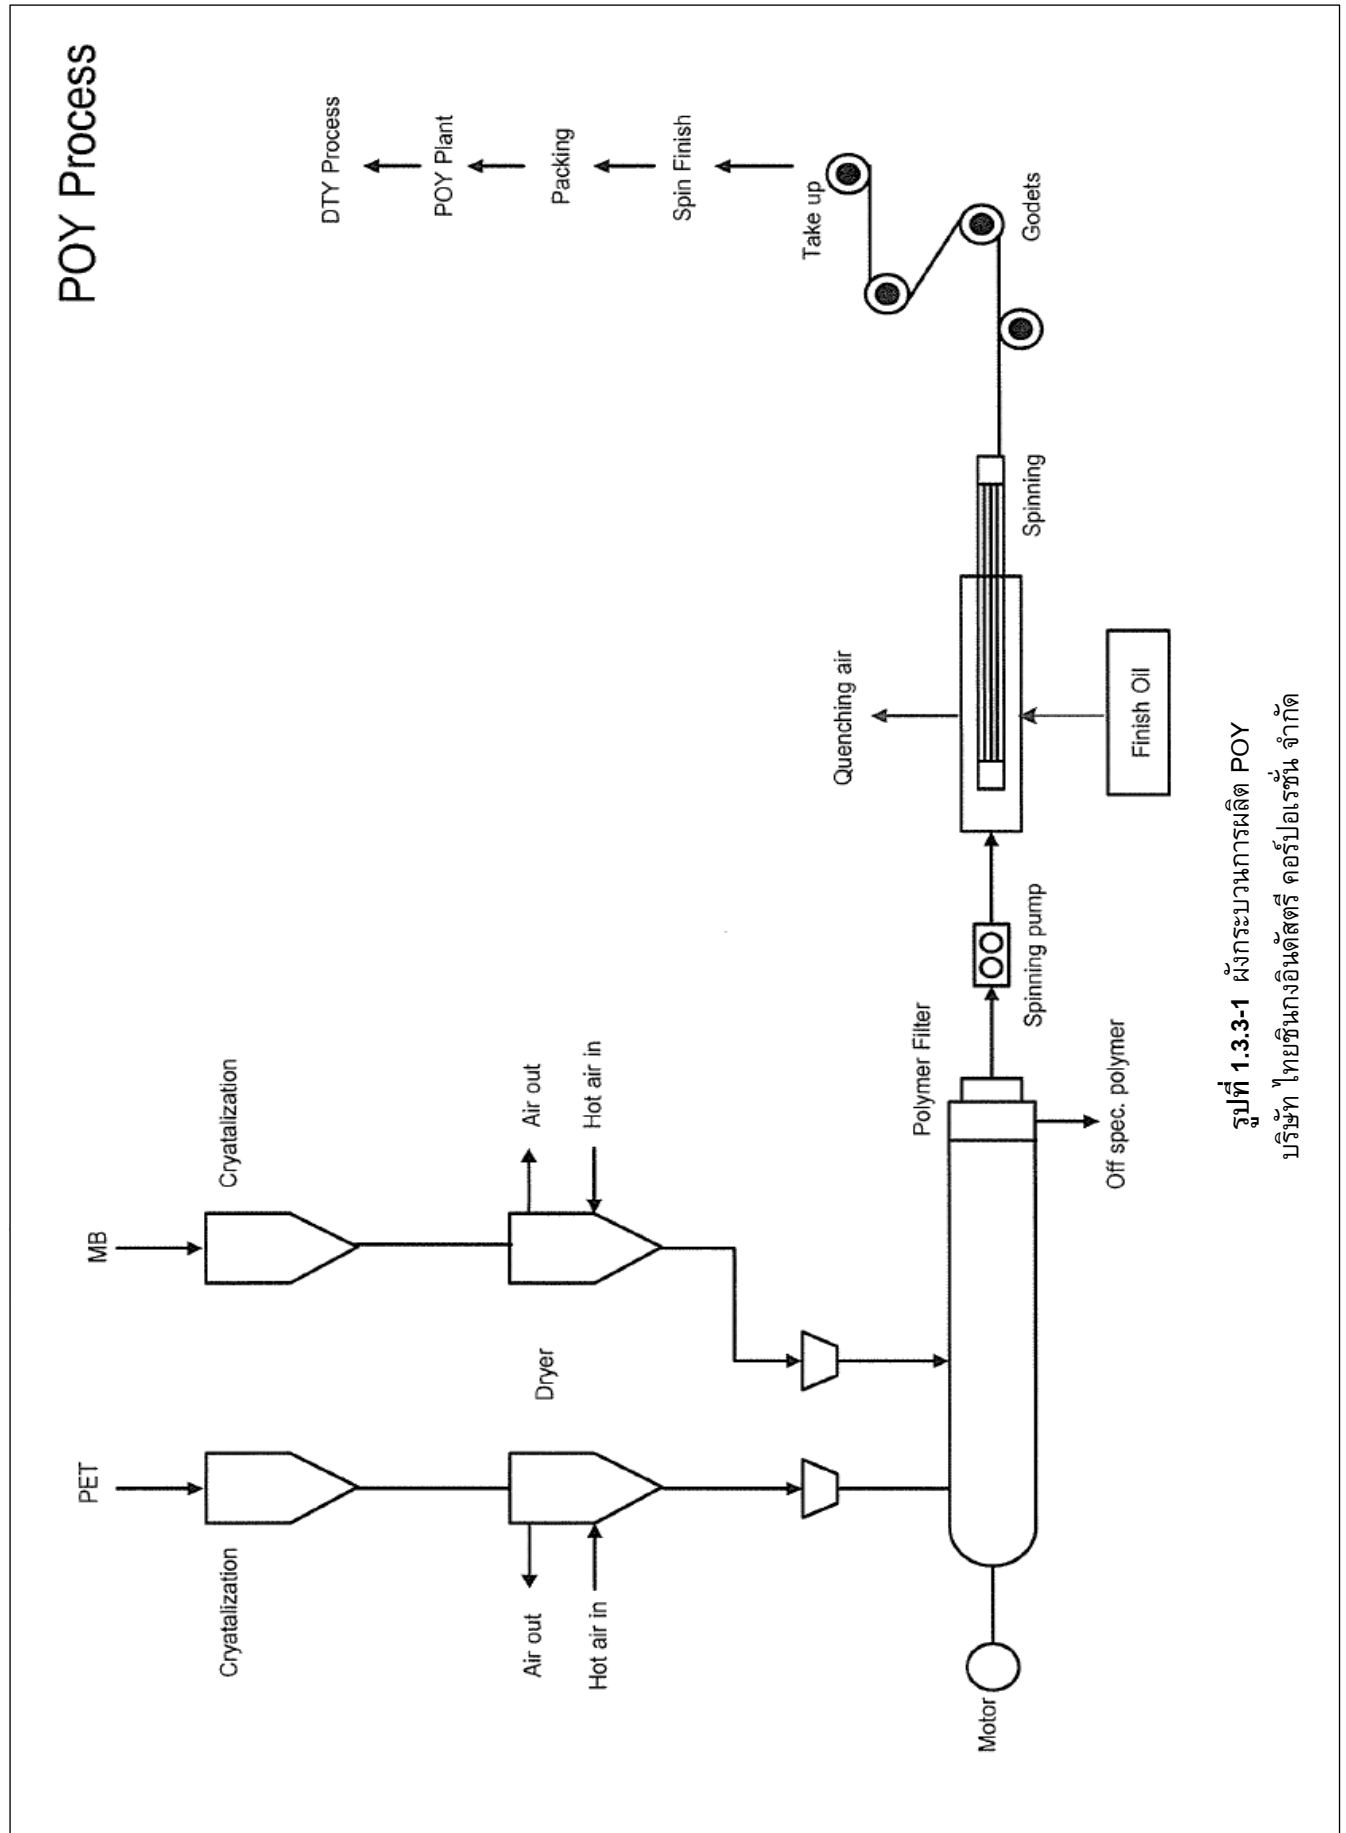 POY Process
PET
MB
Cryatalization
Cryatalization
Dryer
Air out
Hot air in
Air out
Hot air in
Motor
Polymer Filter
Off spec. polymer
Spinning pump
Quenching air
Finish Oil
Spinning
Godets
Take up
Spin Finish
Packing
POY Plant
DTY Process
รูปที่ 1.3.3-1 ผังกระบวนการผลิต POY
บริษัท ไทยชินกงอินดัสตรี คอร์ปอเรชั่น จำกัด